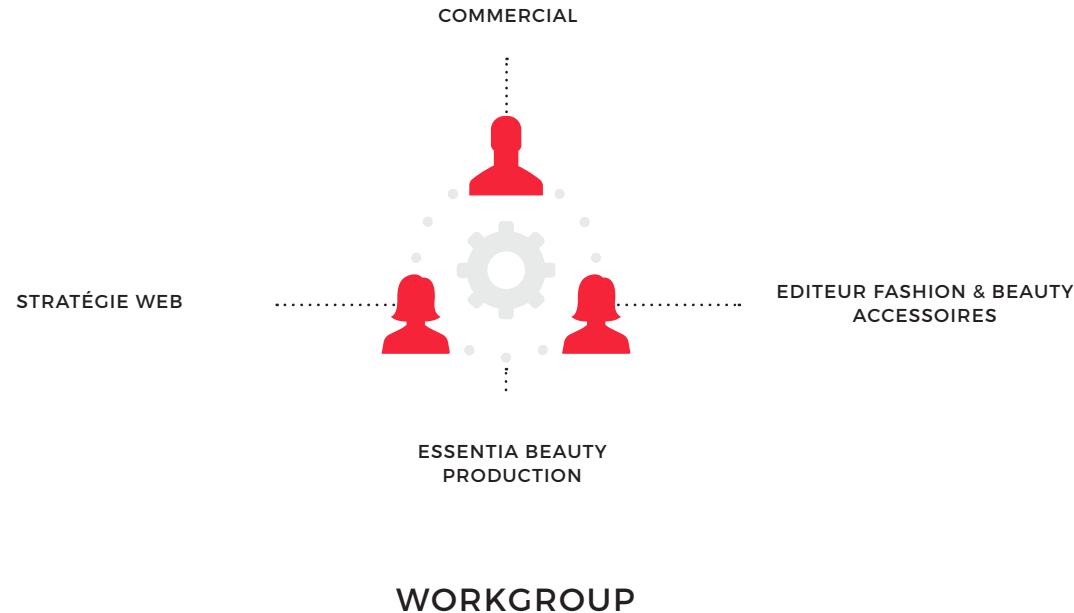 COMMERCIAL
STRATÉGIE WEB
EDITEUR FASHION & BEAUTY
ACCESSOIRES
ESSENTIA BEAUTY
PRODUCTION
WORKGROUP